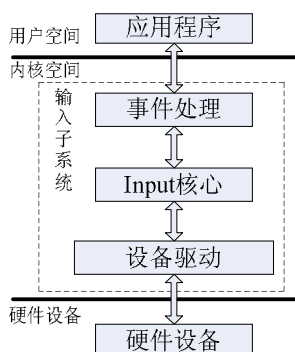 应用程序
用户空间
内核空间
输入子系统
事件处理
Input核心
设备驱动
硬件设备
硬件设备